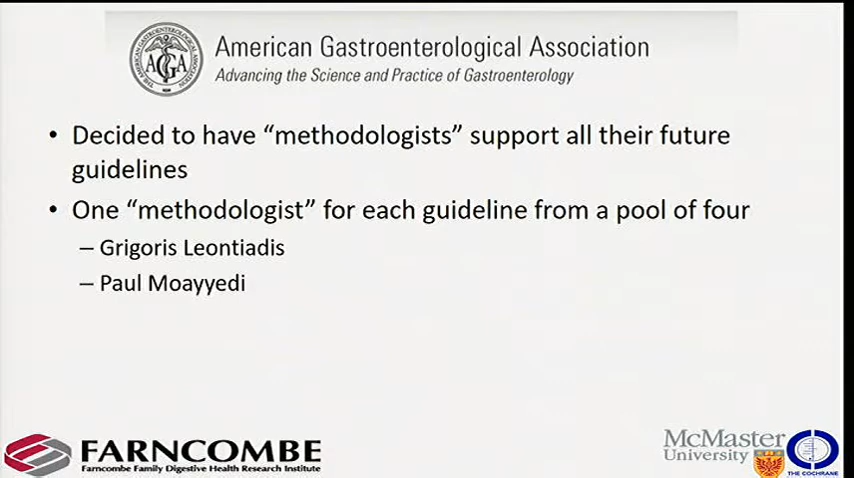 American Gastroenterological Association
Advancing the Science and Practice of Gastroenterology
AGA
• Decided to have “methodologists” support all their future
guidelines
• One “methodologist” for each guideline from a pool of four
– Grigoris Leontiadis
– Paul Moayyedi
FARNCOMBE
Farncombe Family Digestive Health Research Institute
McMaster
University
THE COCHRANE